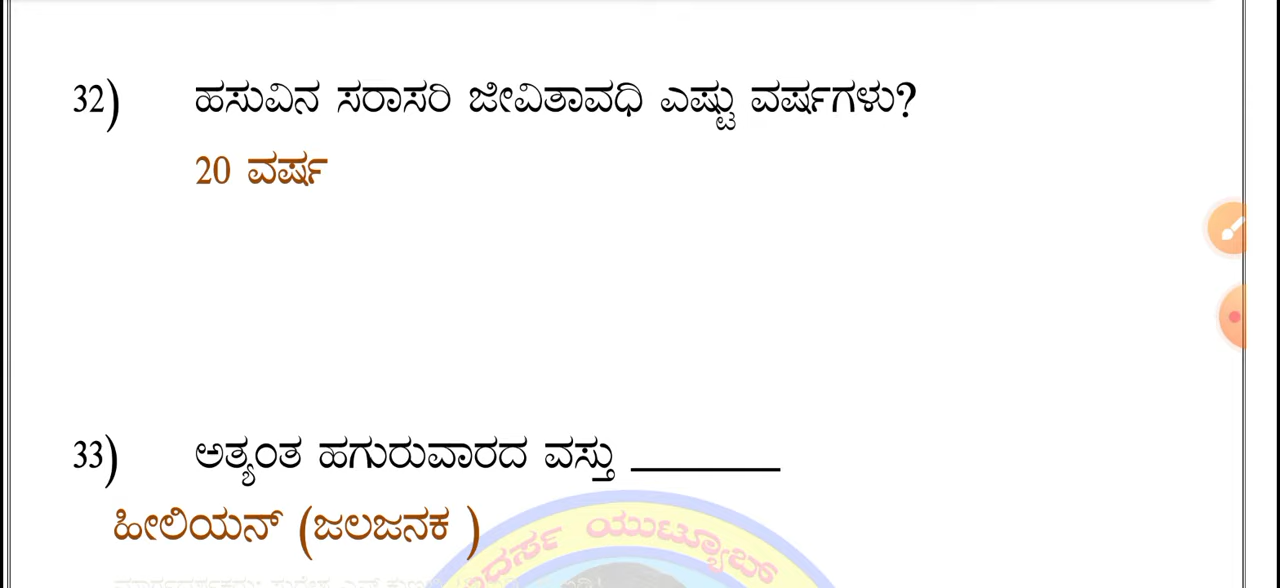 32) ಹಸುವಿನ ಸರಾಸರಿ ಜೀವಿತಾವಧಿ ಎಷ್ಟು ವರ್ಷಗಳು?
20 ವರ್ಷ
33) ಅತ್ಯಂತ ಹಗುರುವಾರದ ವಸ್ತು ________
ಹೀಲಿಯನ್ (ಜಲಜನಕ )
ಯುಟ್ಯೂಬ್